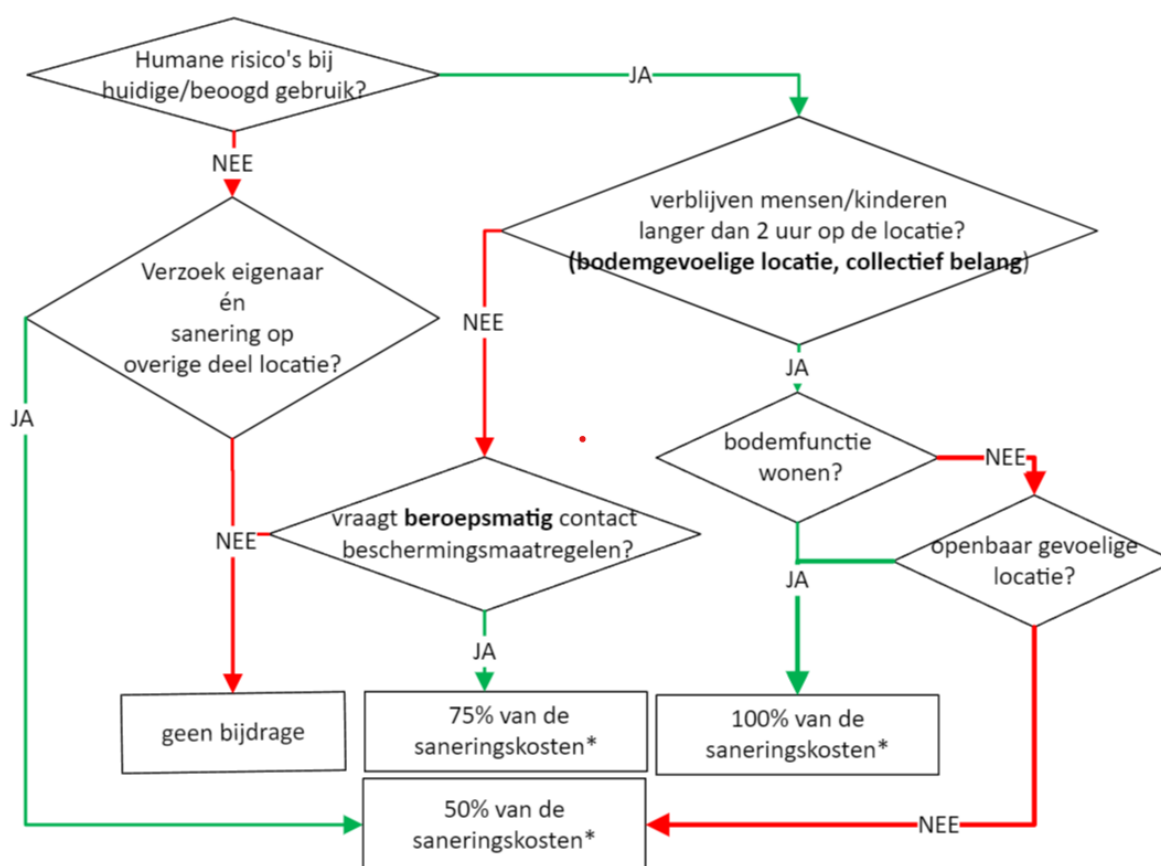 Humane risico's bij
huidige/beoogd gebruik?
JA
NEE
verblijven mensen/kinderen
langer dan 2 uur op de locatie?
(bodemgevoelige locatie, collectief belang)
Verzoek eigenaar
én
sanering op
overige deel locatie?
NEE
JA
JA
bodemfunctie
wonen?
NEE
vraagt beroepsmatig contact
beschermingsmaatregelen?
NEE
openbaar gevoelige
locatie?
JA
JA
geen bijdrage
75% van de
saneringskosten*
100% van de
saneringskosten*
50% van de
saneringskosten*
NEE